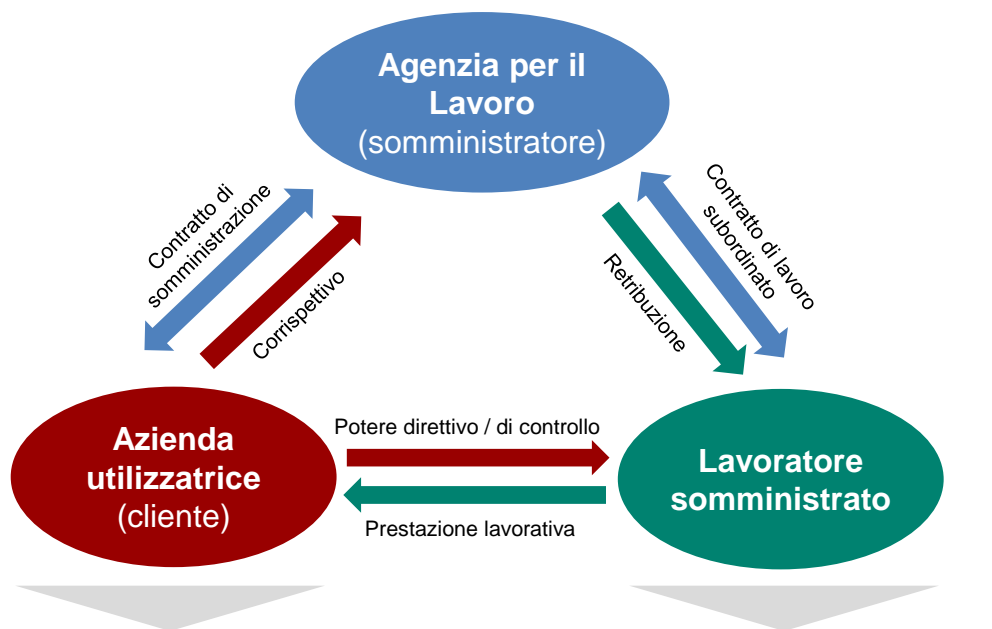 Agenzia per il
Lavoro
(somministratore)
Contratto di
somministrazione
Corrispettivo
Contratto di lavoro
subordinato
Retribuzione
Azienda
utilizzatrice
(cliente)
Potere direttivo / di controllo
Prestazione lavorativa
Lavoratore
somministrato